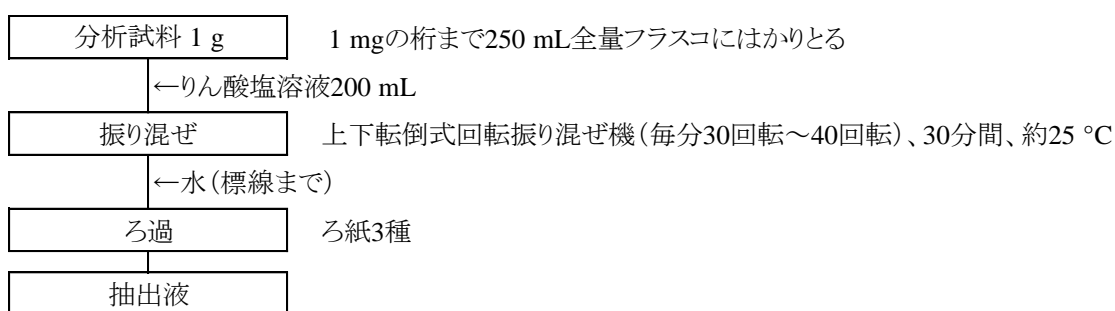 分析試料 1 g 1 mgの桁まで250 mL全量フラスコにはかりとる
←りん酸塩溶液200 mL
振り混ぜ 上下転倒式回転振り混ぜ機（毎分30回転～40回転）、30分間、約25 °C
←水（標線まで）
ろ過 ろ紙3種
抽出液